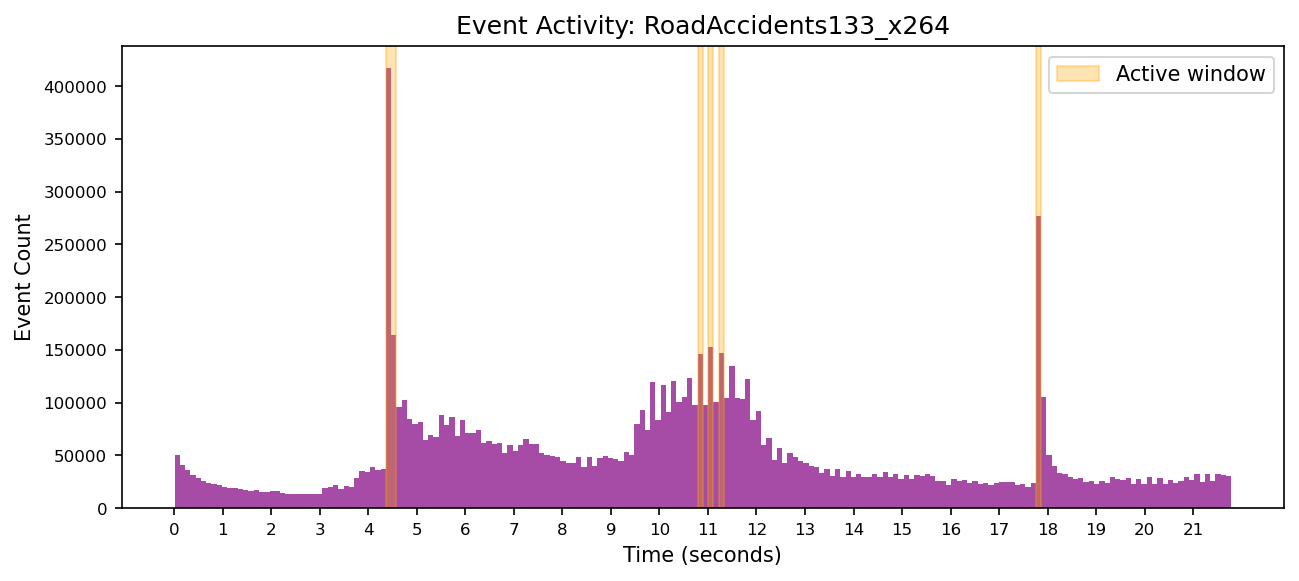 Event Activity: RoadAccidents133_x264
Active window
Event Count
400000
350000
300000
250000
200000
150000
100000
50000
0
0 1 2 3 4 5 6 7 8 9 10 11 12 13 14 15 16 17 18 19 20 21
Time (seconds)